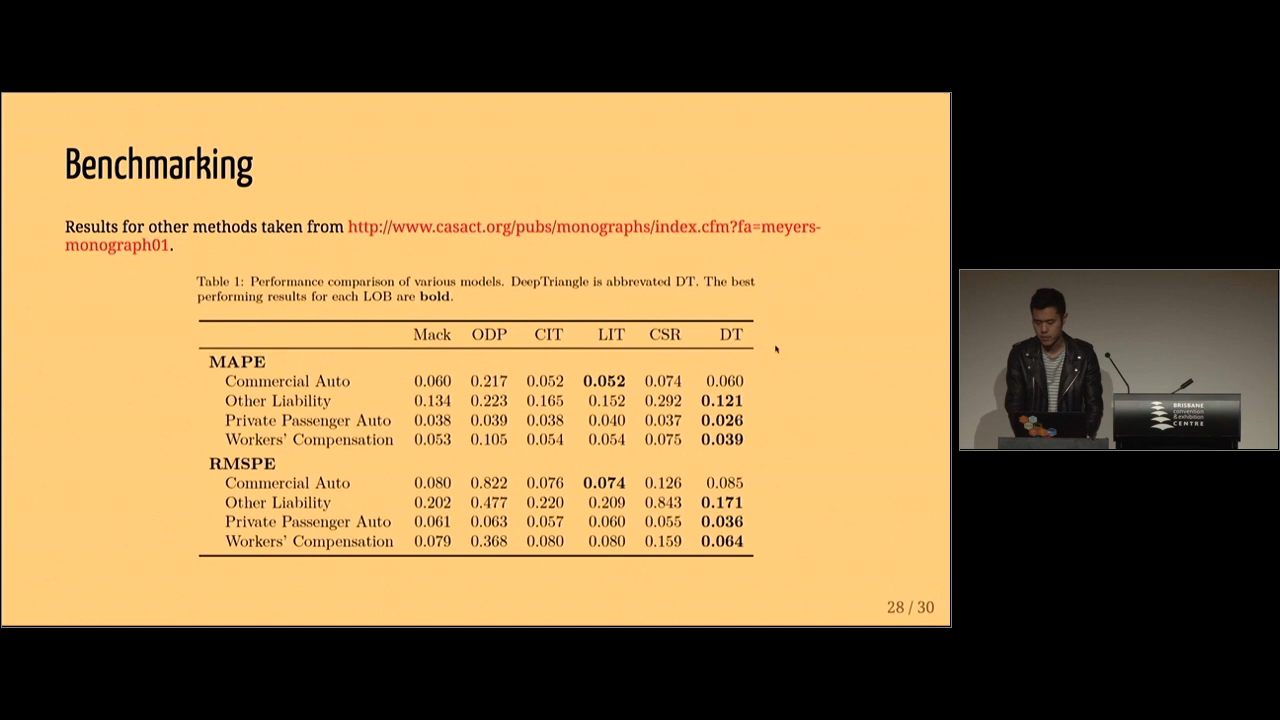 Benchmarking
Results for other methods taken from http://www.casact.org/pubs/monographs/index.cfm?fa=meyers-
monograph01.
Table 1: Performance comparison of various models. DeepTriangle is abbrevated DT. The best
performing results for each LOB are bold.
Mack ODP CIT LIT CSR DT
MAPE
Commercial Auto 0.060 0.217 0.052 0.052 0.074 0.060
Other Liability 0.134 0.223 0.165 0.152 0.292 0.121
Private Passenger Auto 0.038 0.039 0.038 0.040 0.037 0.026
Workers' Compensation 0.053 0.105 0.054 0.054 0.075 0.039
RMSPE
Commercial Auto 0.080 0.822 0.076 0.074 0.126 0.085
Other Liability 0.202 0.477 0.220 0.209 0.843 0.171
Private Passenger Auto 0.061 0.063 0.057 0.060 0.055 0.036
Workers' Compensation 0.079 0.368 0.080 0.080 0.159 0.064
28 / 30
BRISBANE
convention
& exhibition
CENTRE